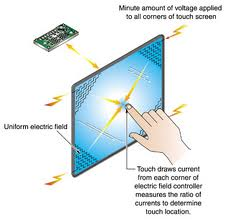 Minute amount of voltage applied
to all corners of touch screen
Uniform electric field
Touch draws current
from each corner of
electric field controller
measures the ratio of
currents to determine
touch location.